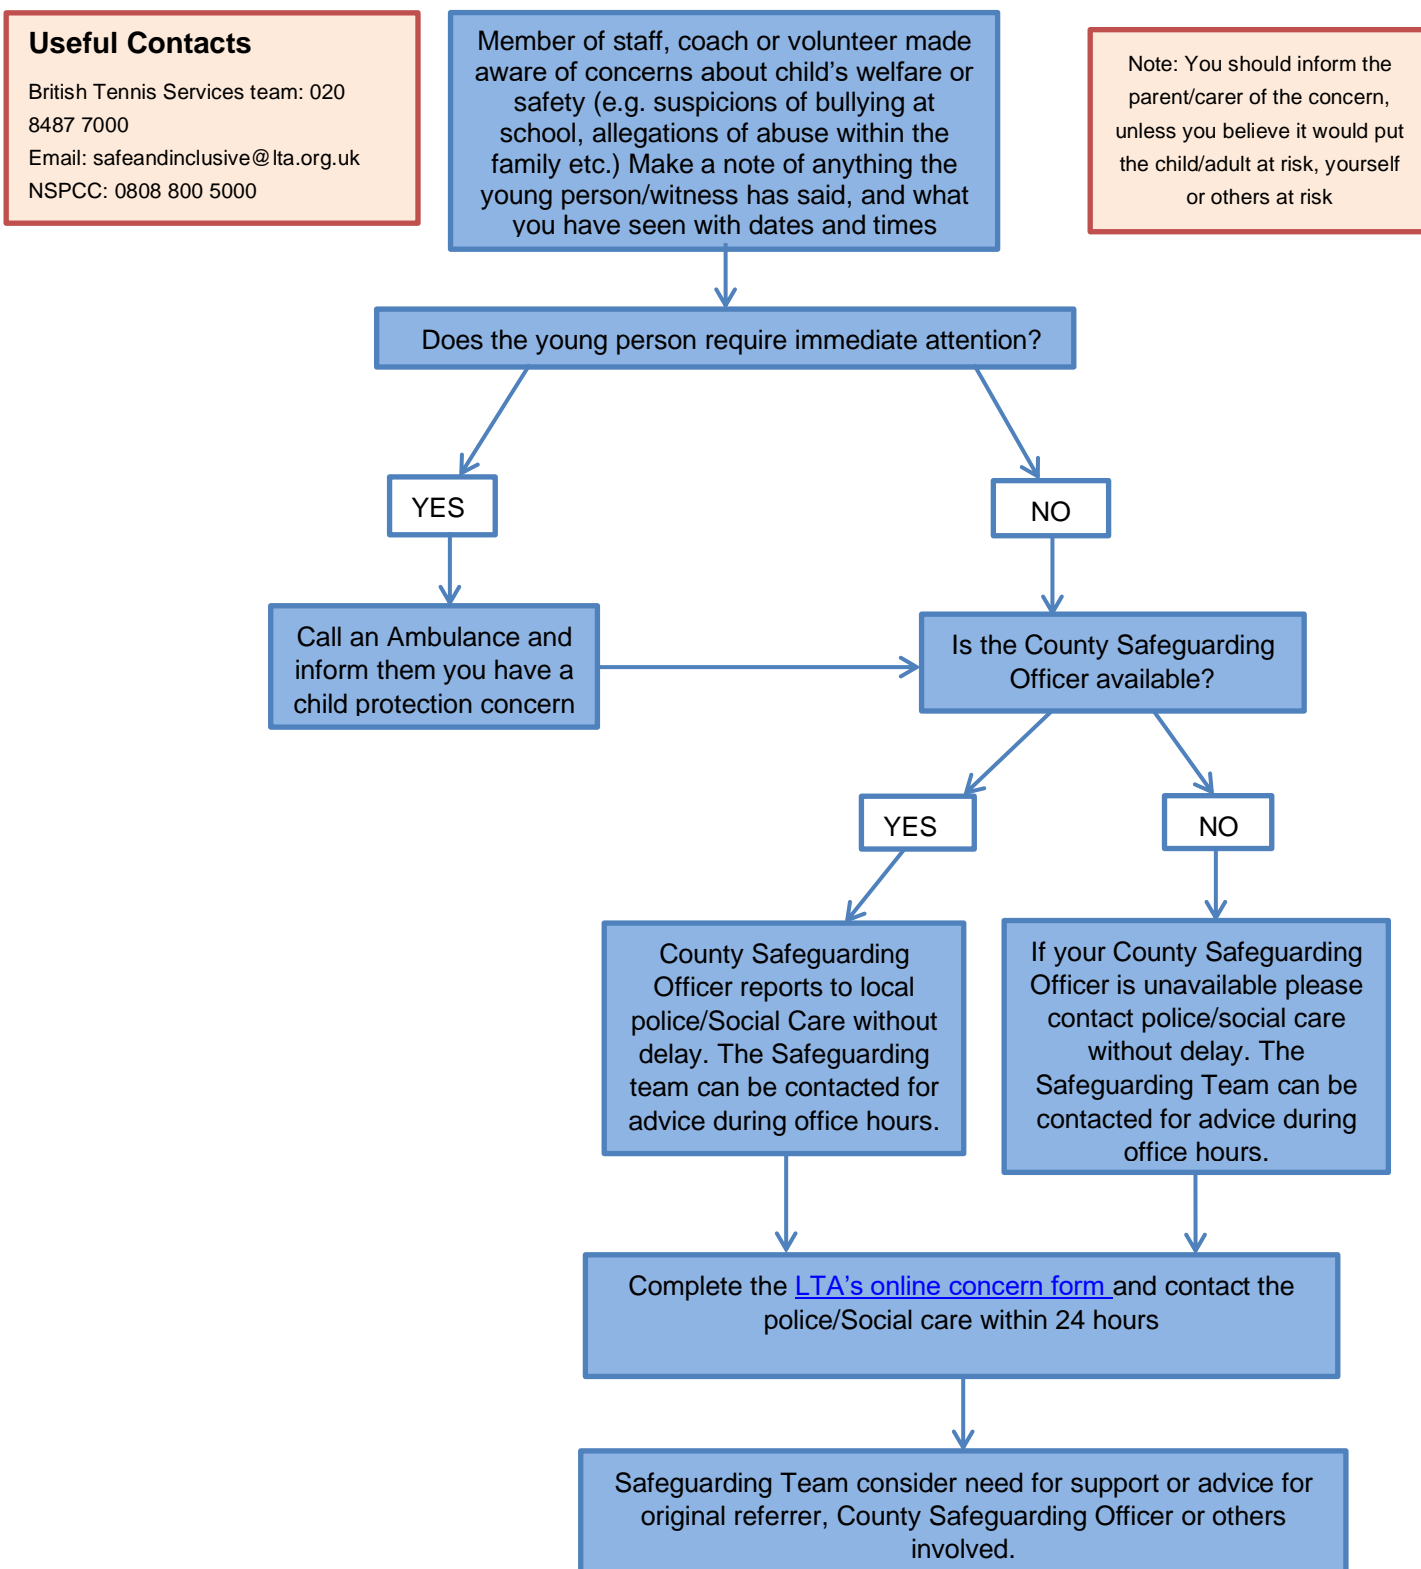 Useful Contacts
British Tennis Services team: 020
8487 7000
Email: safeandinclusive@lta.org.uk
NSPCC: 0808 800 5000
Member of staff, coach or volunteer made
aware of concerns about child’s welfare or
safety (e.g. suspicions of bullying at
school, allegations of abuse within the
family etc.) Make a note of anything the
young person/witness has said, and what
you have seen with dates and times
Note: You should inform the
parent/carer of the concern,
unless you believe it would put
the child/adult at risk, yourself
or others at risk
Does the young person require immediate attention?
YES
NO
Call an Ambulance and
inform them you have a
child protection concern
Is the County Safeguarding
Officer available?
YES
NO
County Safeguarding
Officer reports to local
police/Social Care without
delay. The Safeguarding
team can be contacted for
advice during office hours.
If your County Safeguarding
Officer is unavailable please
contact police/social care
without delay. The
Safeguarding Team can be
contacted for advice during
office hours.
Complete the LTA’s online concern form and contact the
police/Social care within 24 hours
Safeguarding Team consider need for support or advice for
original referrer, County Safeguarding Officer or others
involved.